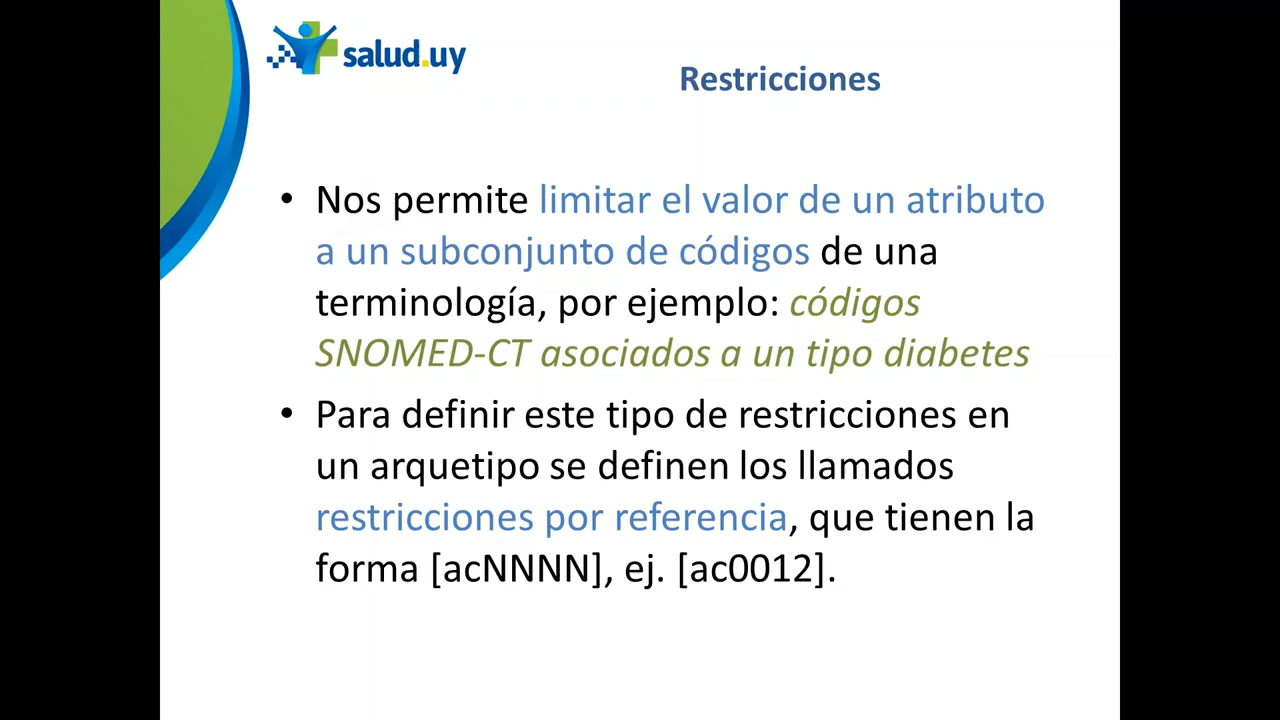 salud.uy
Restricciones
• Nos permite limitar el valor de un atributo
a un subconjunto de códigos de una
terminología, por ejemplo: códigos
SNOMED-CT asociados a un tipo diabetes
• Para definir este tipo de restricciones en
un arquetipo se definen los llamados
restricciones por referencia, que tienen la
forma [acNNNN], ej. [ac0012].